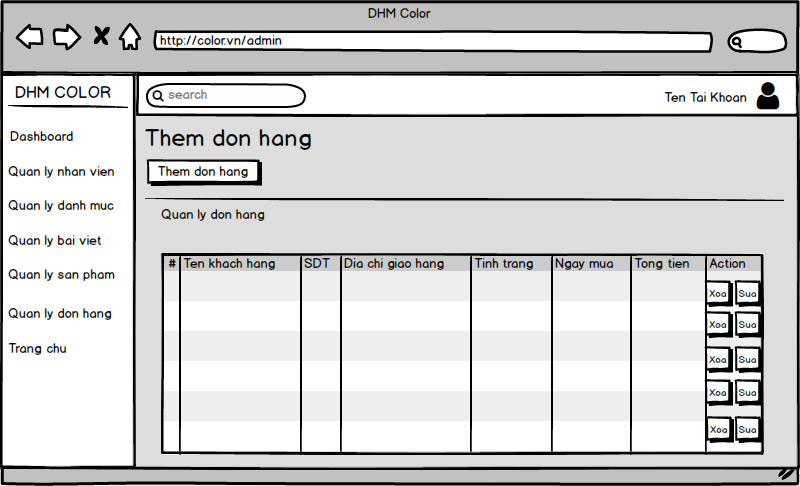 DHM Color
http://color.vn/admin
DHM COLOR
search
Ten Tai Khoan
Dashboard
Quan ly nhan vien
Quan ly danh muc
Quan ly bai viet
Quan ly san pham
Quan ly don hang
Trang chu
Them don hang
Them don hang
Quan ly don hang
# Ten khach hang SDT Dia chi giao hang Tinh trang Ngay mua Tong tien Action
Xoa Sua
Xoa Sua
Xoa Sua
Xoa Sua
Xoa Sua